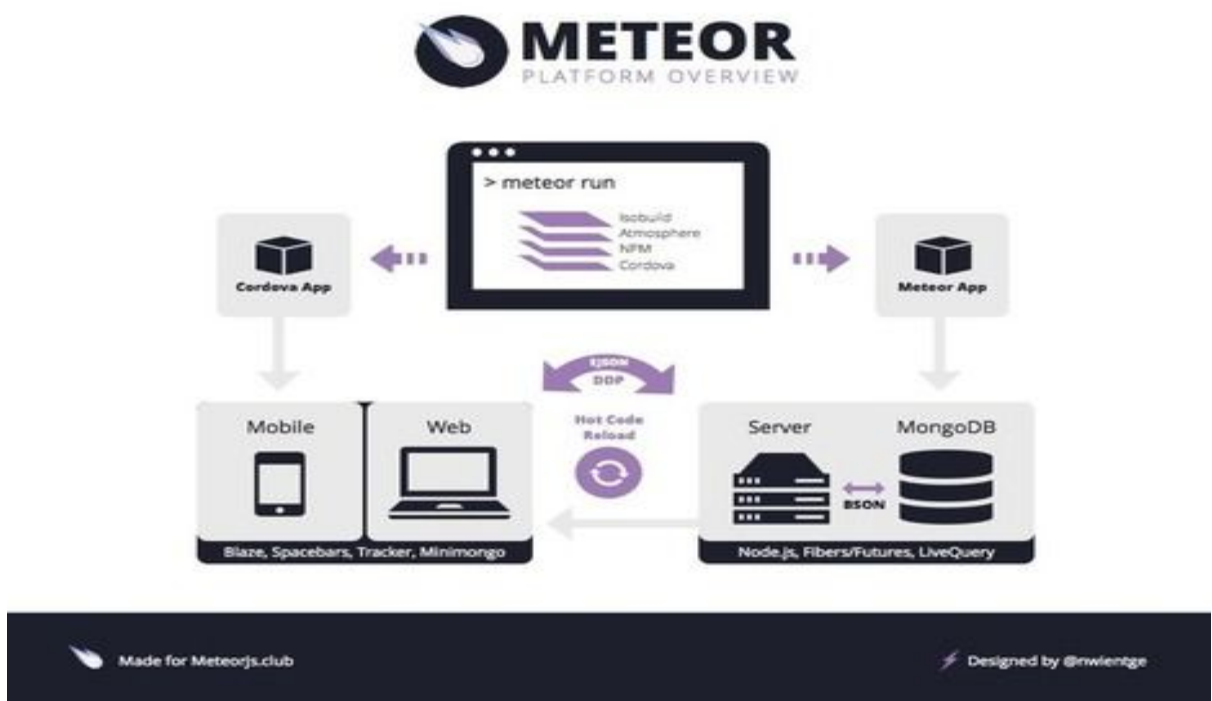 METEOR
PLATFORM OVERVIEW
> meteor run
Isobuild
Atmosphere
NPM
Cordova
Cordova App
Meteor App
EJSON
DDP
Hot Code
Reload
Mobile
Web
Server
MongoDB
BSON
Blaze, Spacebars, Tracker, Minimongo
Node.js, Fibers/Futures, LiveQuery
Made for Meteorjs.club
Designed by @nwientge